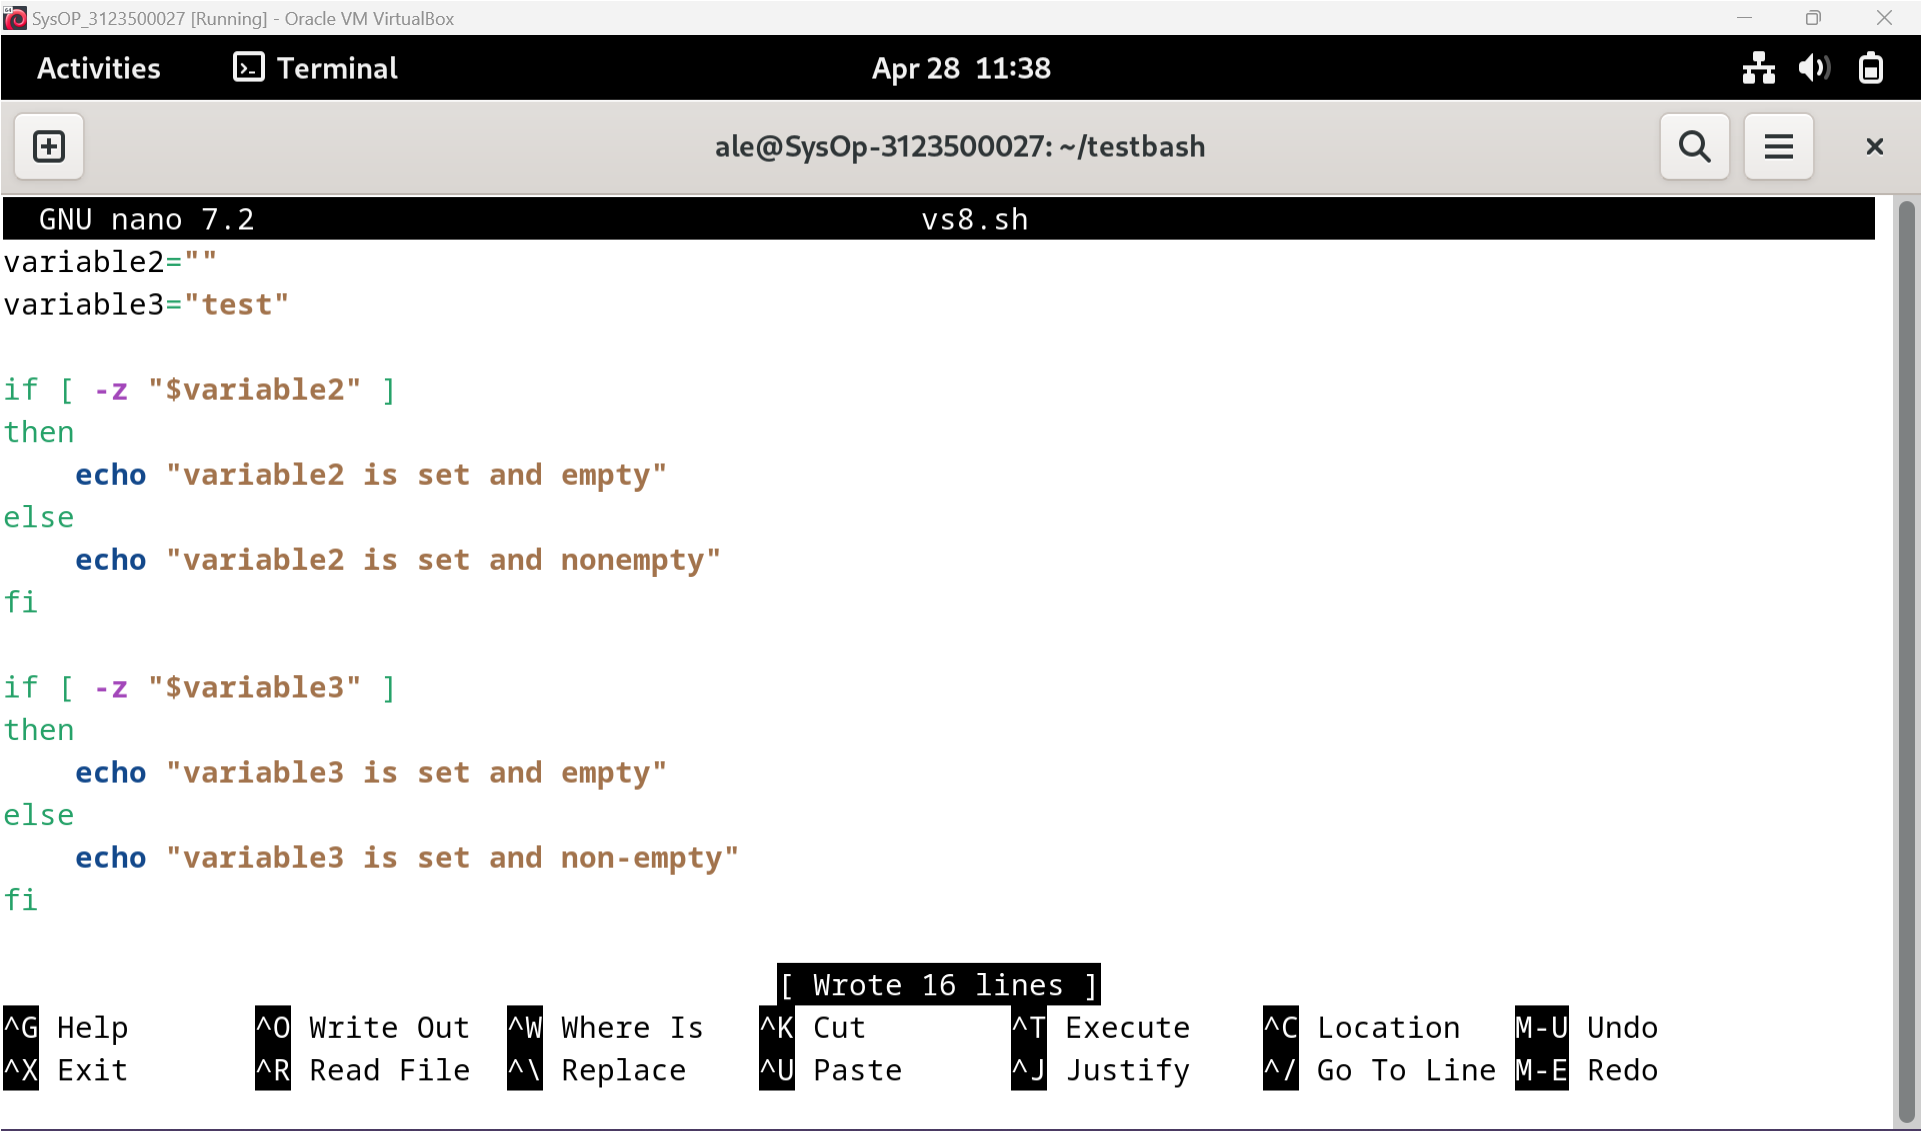 SysOP_3123500027 [Running] - Oracle VM VirtualBox
Activities Terminal Apr 28 11:38
ale@SysOp-3123500027: ~/testbash
GNU nano 7.2 vs8.sh
variable2=""
variable3="test"
if [ -z "$variable2" ]
then
    echo "variable2 is set and empty"
else
    echo "variable2 is set and nonempty"
fi
if [ -z "$variable3" ]
then
    echo "variable3 is set and empty"
else
    echo "variable3 is set and non-empty"
fi
[ Wrote 16 lines ]
^G Help ^O Write Out ^W Where Is ^K Cut ^T Execute ^C Location M-U Undo
^X Exit ^R Read File ^\ Replace ^U Paste ^J Justify ^/ Go To Line M-E Redo